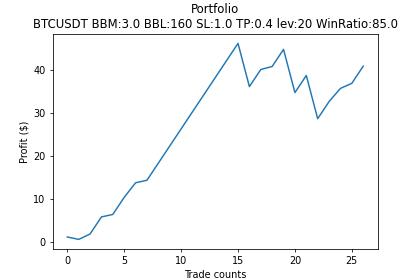 Portfolio
BTCUSDT BBM:3.0 BBL:160 SL:1.0 TP:0.4 lev:20 WinRatio:85.0
40
30
20
10
0
Profit ($)
0 5 10 15 20 25
Trade counts